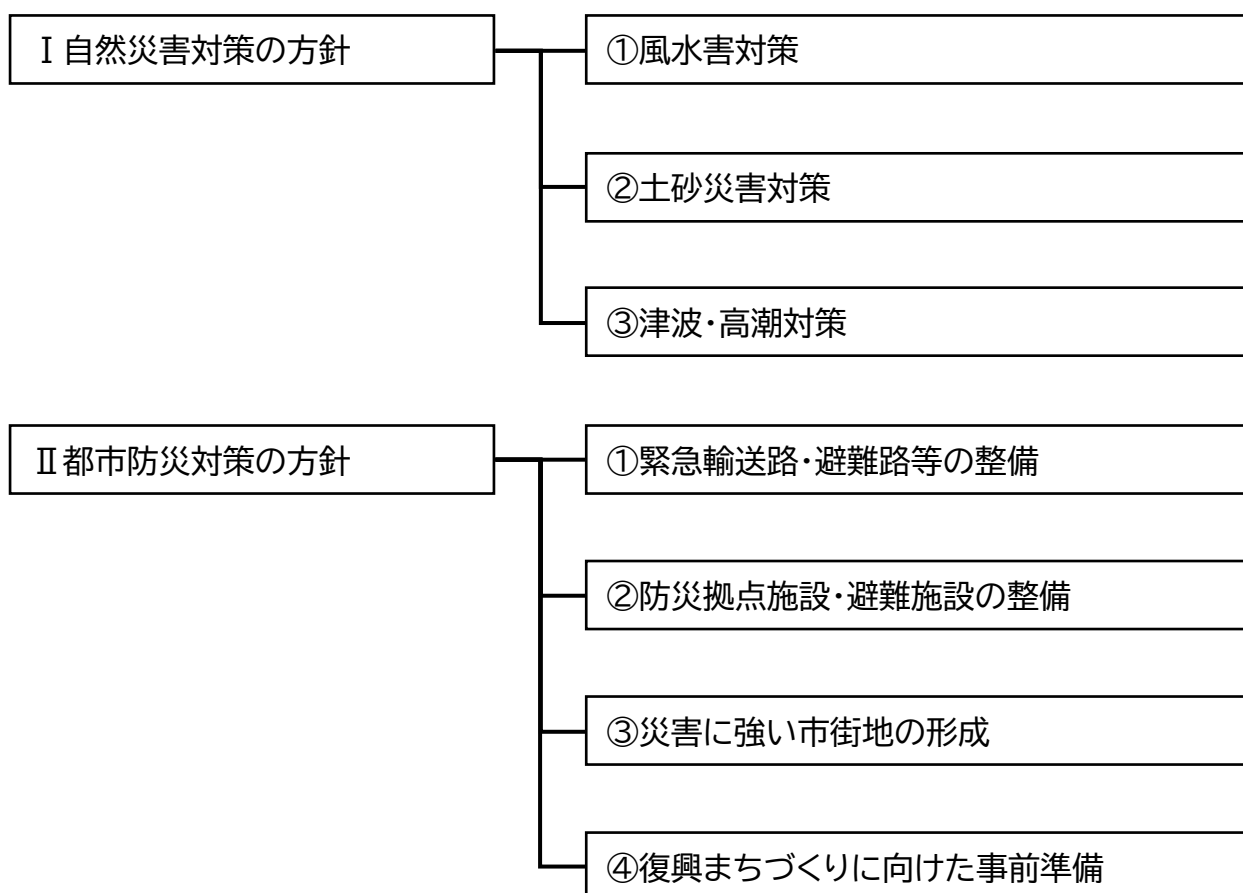 Ⅰ自然災害対策の方針
①風水害対策
②土砂災害対策
③津波・高潮対策
Ⅱ都市防災対策の方針
①緊急輸送路・避難路等の整備
②防災拠点施設・避難施設の整備
③災害に強い市街地の形成
④復興まちづくりに向けた事前準備